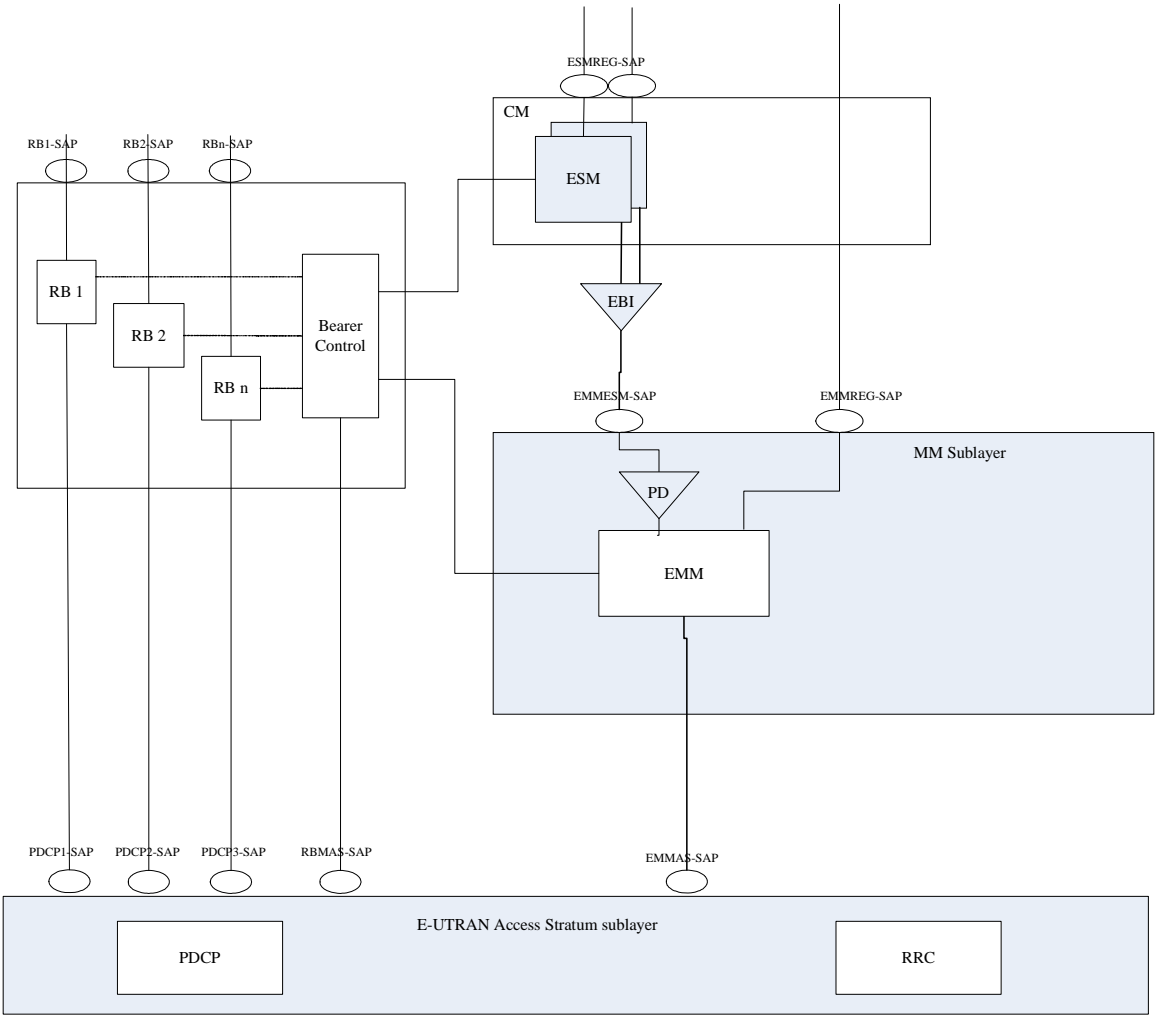 ESMREG-SAP
CM
RB1-SAP
RB2-SAP
RBn-SAP
ESM
RB 1
RB 2
RB n
Bearer
Control
EBI
EMMESM-SAP
EMMREG-SAP
MM Sublayer
PD
EMM
PDCP1-SAP
PDCP2-SAP
PDCP3-SAP
RBMAS-SAP
EMMAS-SAP
E-UTRAN Access Stratum sublayer
PDCP
RRC